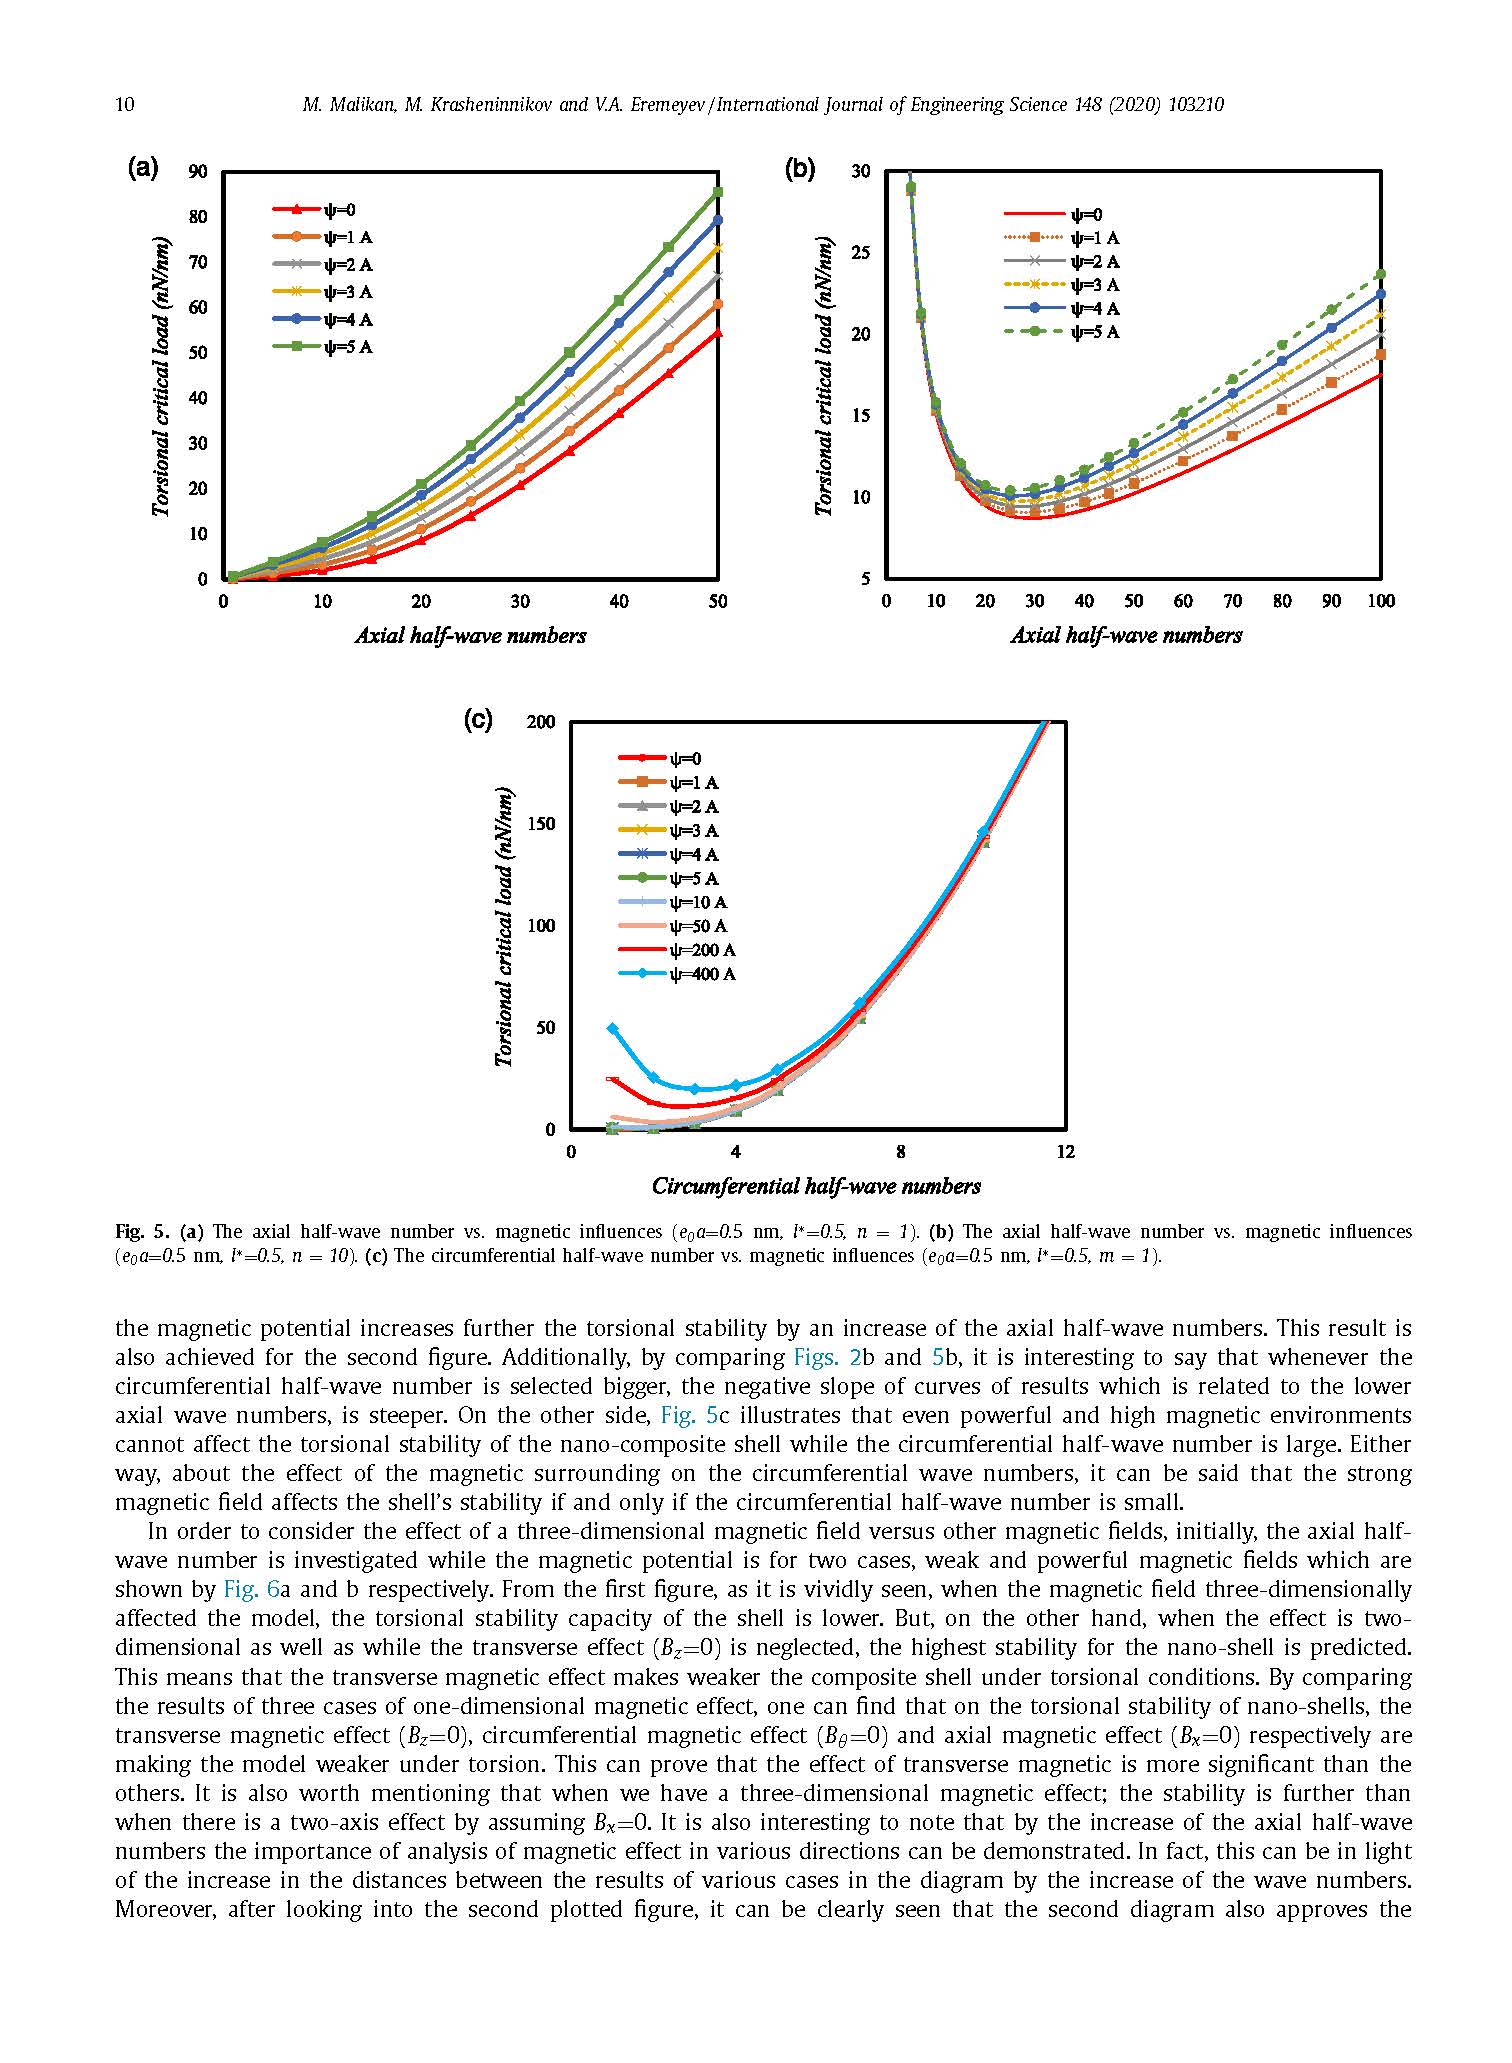 10 M. Malikan, M. Krasheninnikov and V.A. Eremeyev / International Journal of Engineering Science 148 (2020) 103210
(a)
90
80
70
60
50
40
30
20
10
0
Torsional critical load (nN/nm)
ψ=0
ψ=1 A
ψ=2 A
ψ=3 A
ψ=4 A
ψ=5 A
0 10 20 30 40 50
Axial half-wave numbers
(b)
30
25
20
15
10
5
Torsional critical load (nN/nm)
ψ=0
ψ=1 A
ψ=2 A
ψ=3 A
ψ=4 A
ψ=5 A
0 10 20 30 40 50 60 70 80 90 100
Axial half-wave numbers
(c)
200
150
100
50
0
Torsional critical load (nN/nm)
ψ=0
ψ=1 A
ψ=2 A
ψ=3 A
ψ=4 A
ψ=5 A
ψ=10 A
ψ=50 A
ψ=200 A
ψ=400 A
0 4 8 12
Circumferential half-wave numbers
Fig. 5. (a) The axial half-wave number vs. magnetic influences (e₀a=0.5 nm, l*=0.5, n = 1). (b) The axial half-wave number vs. magnetic influences
(e₀a=0.5 nm, l*=0.5, n = 10). (c) The circumferential half-wave number vs. magnetic influences (e₀a=0.5 nm, l*=0.5, m = 1).
the magnetic potential increases further the torsional stability by an increase of the axial half-wave numbers. This result is
also achieved for the second figure. Additionally, by comparing Figs. 2b and 5b, it is interesting to say that whenever the
circumferential half-wave number is selected bigger, the negative slope of curves of results which is related to the lower
axial wave numbers, is steeper. On the other side, Fig. 5c illustrates that even powerful and high magnetic environments
cannot affect the torsional stability of the nano-composite shell while the circumferential half-wave number is large. Either
way, about the effect of the magnetic surrounding on the circumferential wave numbers, it can be said that the strong
magnetic field affects the shell's stability if and only if the circumferential half-wave number is small.
In order to consider the effect of a three-dimensional magnetic field versus other magnetic fields, initially, the axial half-
wave number is investigated while the magnetic potential is for two cases, weak and powerful magnetic fields which are
shown by Fig. 6a and b respectively. From the first figure, as it is vividly seen, when the magnetic field three-dimensionally
affected the model, the torsional stability capacity of the shell is lower. But, on the other hand, when the effect is two-
dimensional as well as while the transverse effect (Bz=0) is neglected, the highest stability for the nano-shell is predicted.
This means that the transverse magnetic effect makes weaker the composite shell under torsional conditions. By comparing
the results of three cases of one-dimensional magnetic effect, one can find that on the torsional stability of nano-shells, the
transverse magnetic effect (Bz=0), circumferential magnetic effect (Bθ=0) and axial magnetic effect (Bx=0) respectively are
making the model weaker under torsion. This can prove that the effect of transverse magnetic is more significant than the
others. It is also worth mentioning that when we have a three-dimensional magnetic effect; the stability is further than
when there is a two-axis effect by assuming Bx=0. It is also interesting to note that by the increase of the axial half-wave
numbers the importance of analysis of magnetic effect in various directions can be demonstrated. In fact, this can be in light
of the increase in the distances between the results of various cases in the diagram by the increase of the wave numbers.
Moreover, after looking into the second plotted figure, it can be clearly seen that the second diagram also approves the